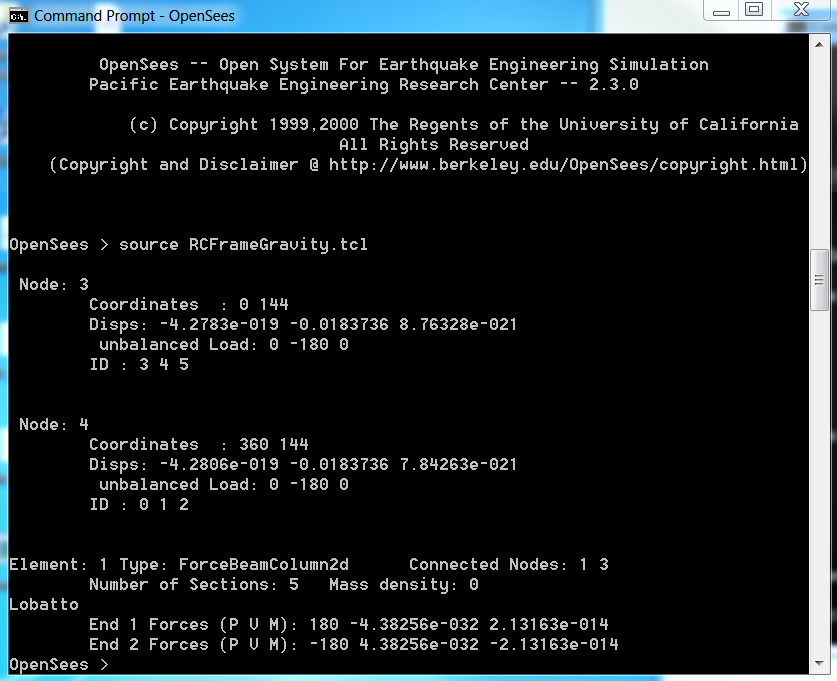 Command Prompt - OpenSees
OpenSees -- Open System For Earthquake Engineering Simulation
Pacific Earthquake Engineering Research Center -- 2.3.0
(c) Copyright 1999,2000 The Regents of the University of California
All Rights Reserved
(Copyright and Disclaimer @ http://www.berkeley.edu/OpenSees/copyright.html)
OpenSees > source RCFrameGravity.tcl
Node: 3
Coordinates  : 0 144
Disps: -4.2783e-019 -0.0183736 8.76328e-021
unbalanced Load: 0 -180 0
ID : 3 4 5
Node: 4
Coordinates  : 360 144
Disps: -4.2806e-019 -0.0183736 7.84263e-021
unbalanced Load: 0 -180 0
ID : 0 1 2
Element: 1 Type: ForceBeamColumn2d      Connected Nodes: 1 3
Number of Sections: 5   Mass density: 0
Lobatto
End 1 Forces (P V M): 180 -4.38256e-032 2.13163e-014
End 2 Forces (P V M): -180 4.38256e-032 -2.13163e-014
OpenSees >